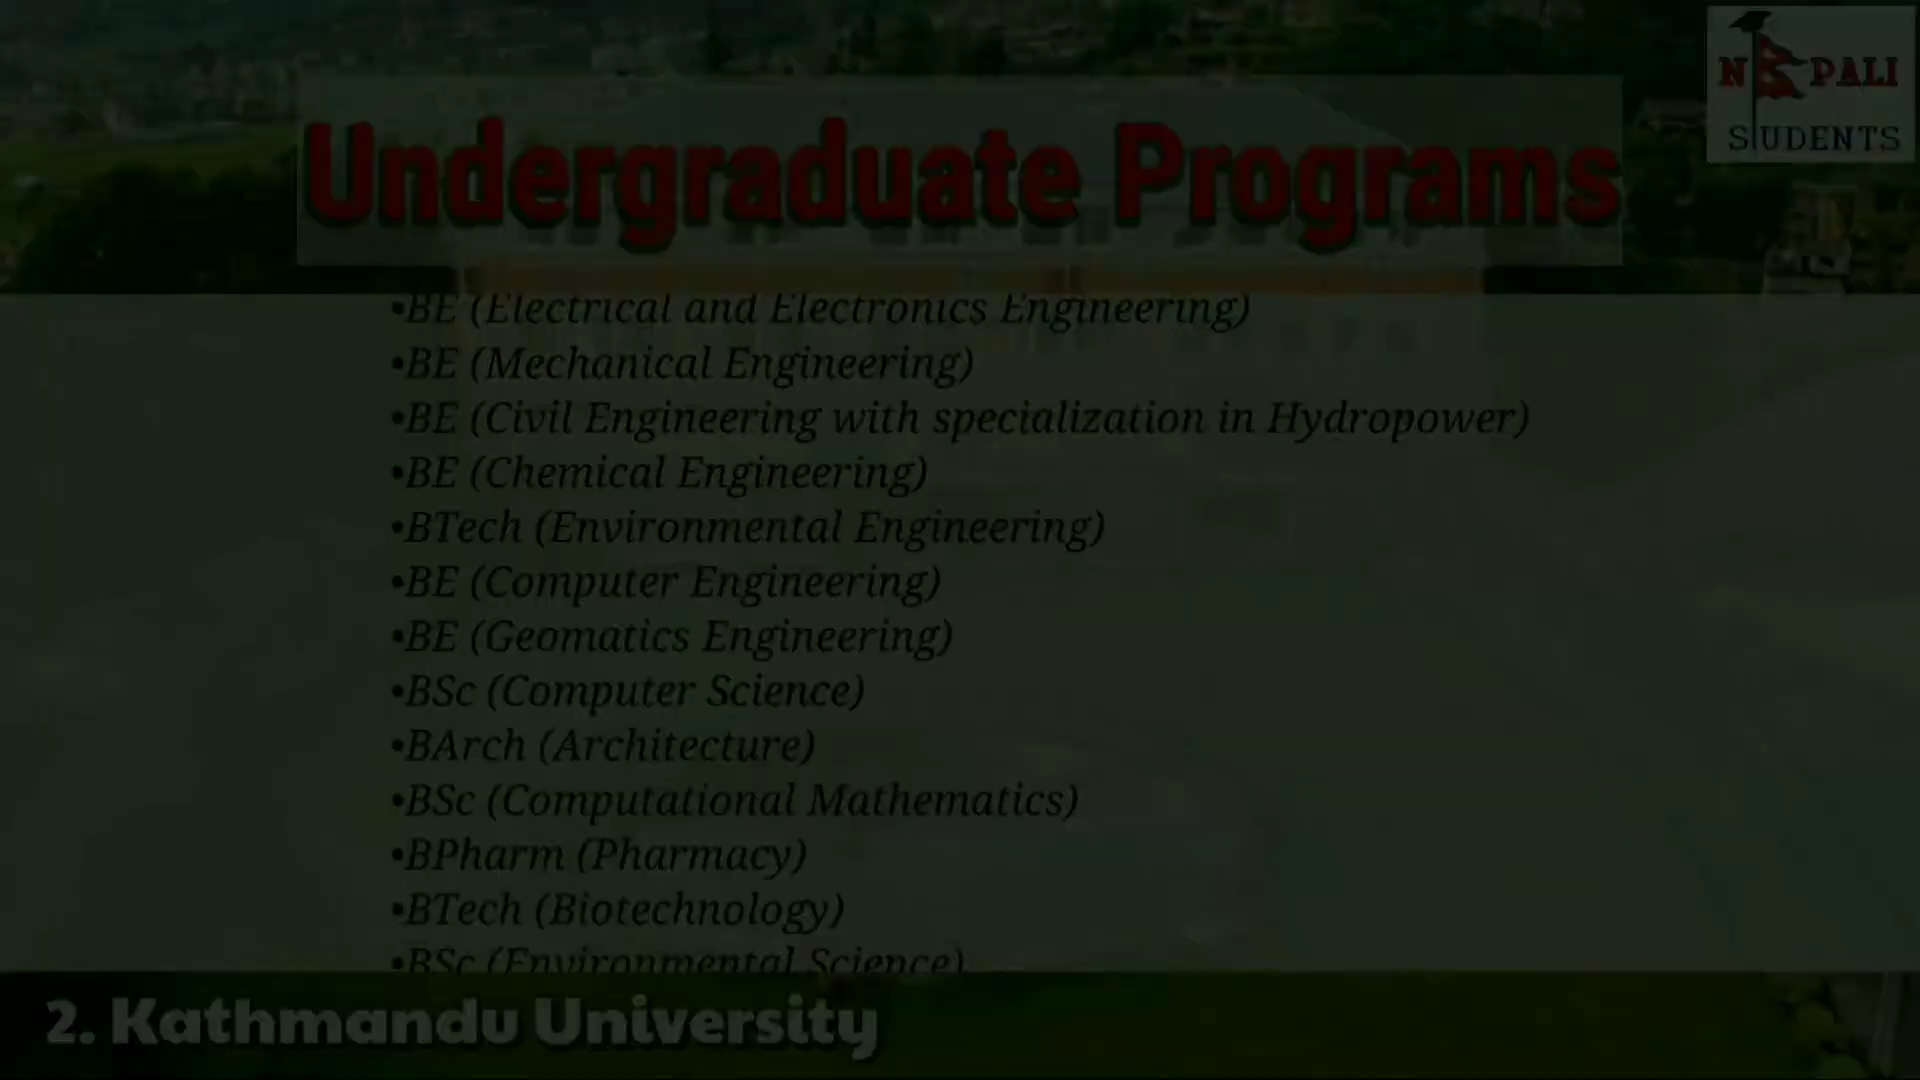 NEPALI
STUDENTS
Undergraduate Programs
•BE (Electrical and Electronics Engineering)
•BE (Mechanical Engineering)
•BE (Civil Engineering with specialization in Hydropower)
•BE (Chemical Engineering)
•BTech (Environmental Engineering)
•BE (Computer Engineering)
•BE (Geomatics Engineering)
•BSc (Computer Science)
•BArch (Architecture)
•BSc (Computational Mathematics)
•BPharm (Pharmacy)
•BTech (Biotechnology)
•BSc (Environmental Science)
2. Kathmandu University